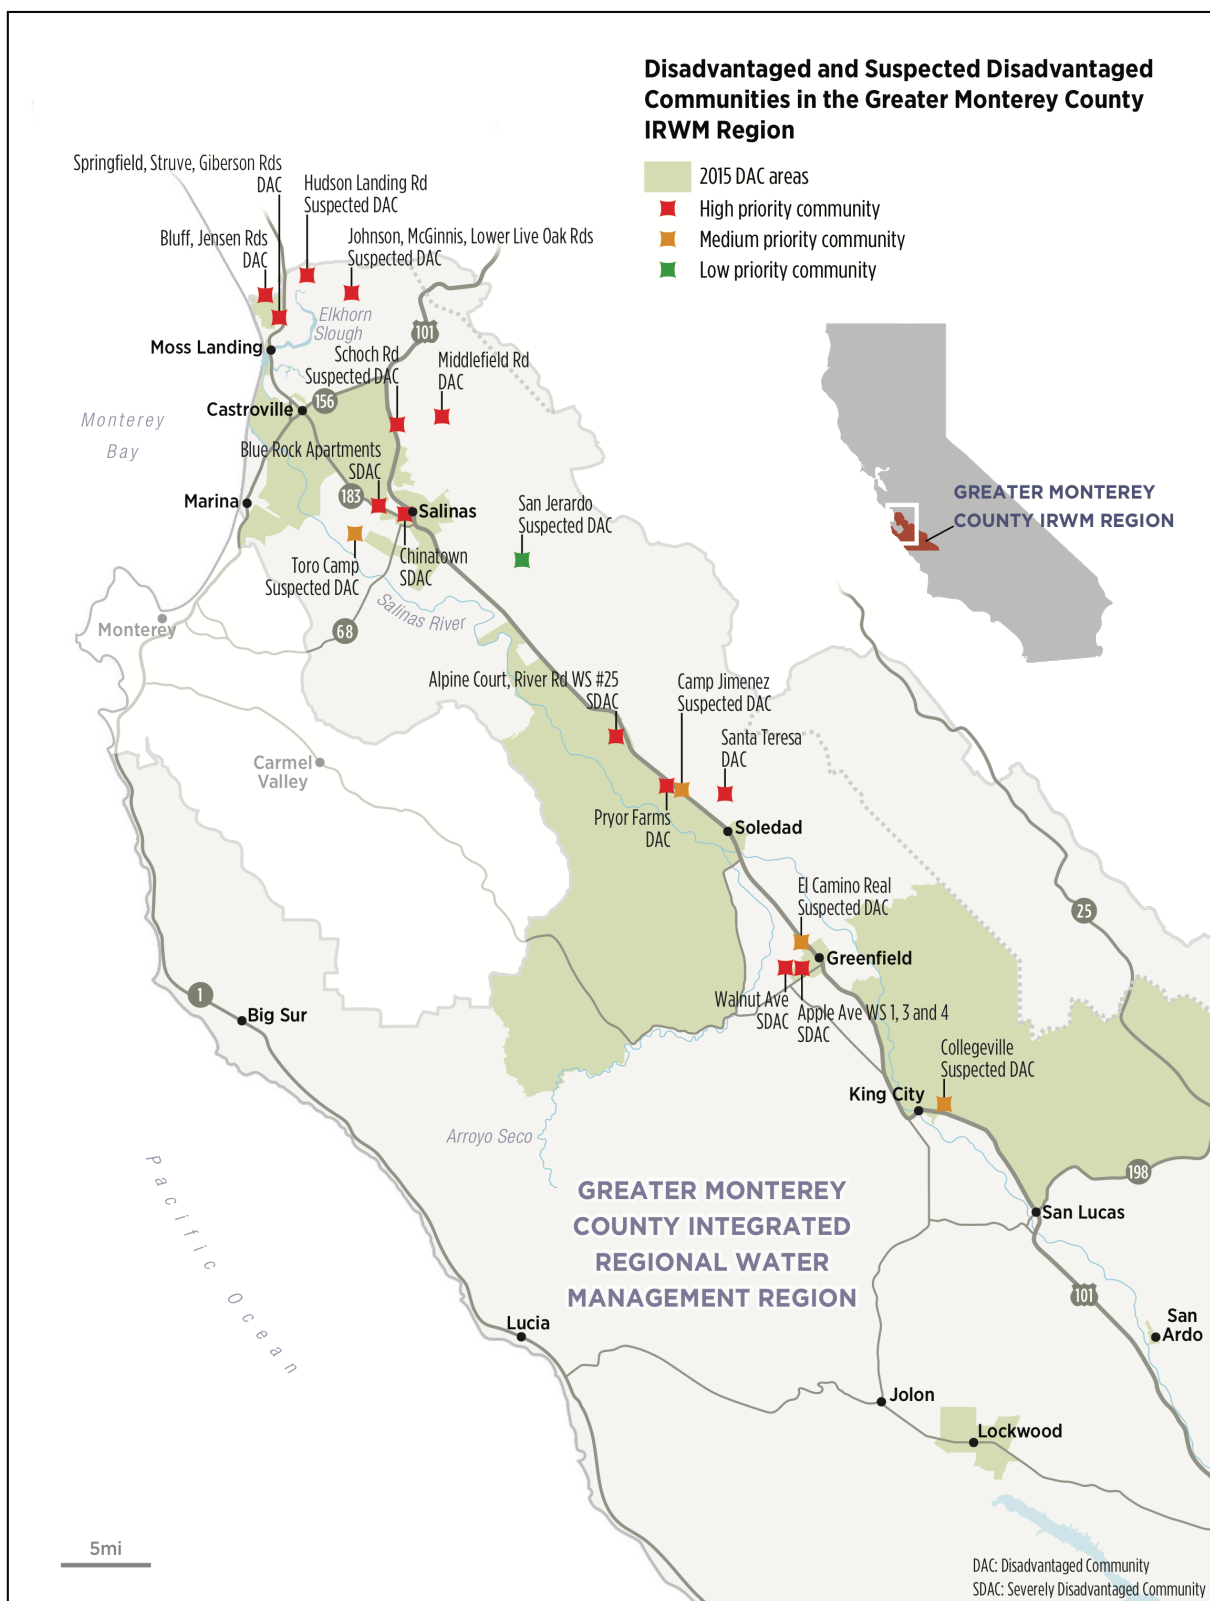 Disadvantaged and Suspected Disadvantaged
Communities in the Greater Monterey County
IRWM Region
2015 DAC areas
High priority community
Medium priority community
Low priority community
Springfield, Struve, Giberson Rds
DAC
Hudson Landing Rd
Suspected DAC
Bluff, Jensen Rds
DAC
Johnson, McGinnis, Lower Live Oak Rds
Suspected DAC
Elkhorn
Slough
101
Moss Landing
Schoch Rd
Suspected DAC
Middlefield Rd
DAC
156
Castroville
Monterey
Bay
Blue Rock Apartments
SDAC
183
Marina
Salinas
San Jerardo
Suspected DAC
GREATER MONTEREY
COUNTY IRWM REGION
Toro Camp
Suspected DAC
Chinatown
SDAC
Salinas River
Monterey
68
Alpine Court, River Rd WS #25
SDAC
Camp Jimenez
Suspected DAC
Santa Teresa
DAC
Carmel
Valley
Pryor Farms
DAC
Soledad
El Camino Real
Suspected DAC
25
Greenfield
Walnut Ave
SDAC
Apple Ave WS 1, 3 and 4
SDAC
1
Big Sur
Collegeville
Suspected DAC
King City
Arroyo Seco
198
GREATER MONTEREY
COUNTY INTEGRATED
REGIONAL WATER
MANAGEMENT REGION
San Lucas
Pacific Ocean
101
San
Ardo
Lucia
Jolon
Lockwood
5mi
DAC: Disadvantaged Community
SDAC: Severely Disadvantaged Community